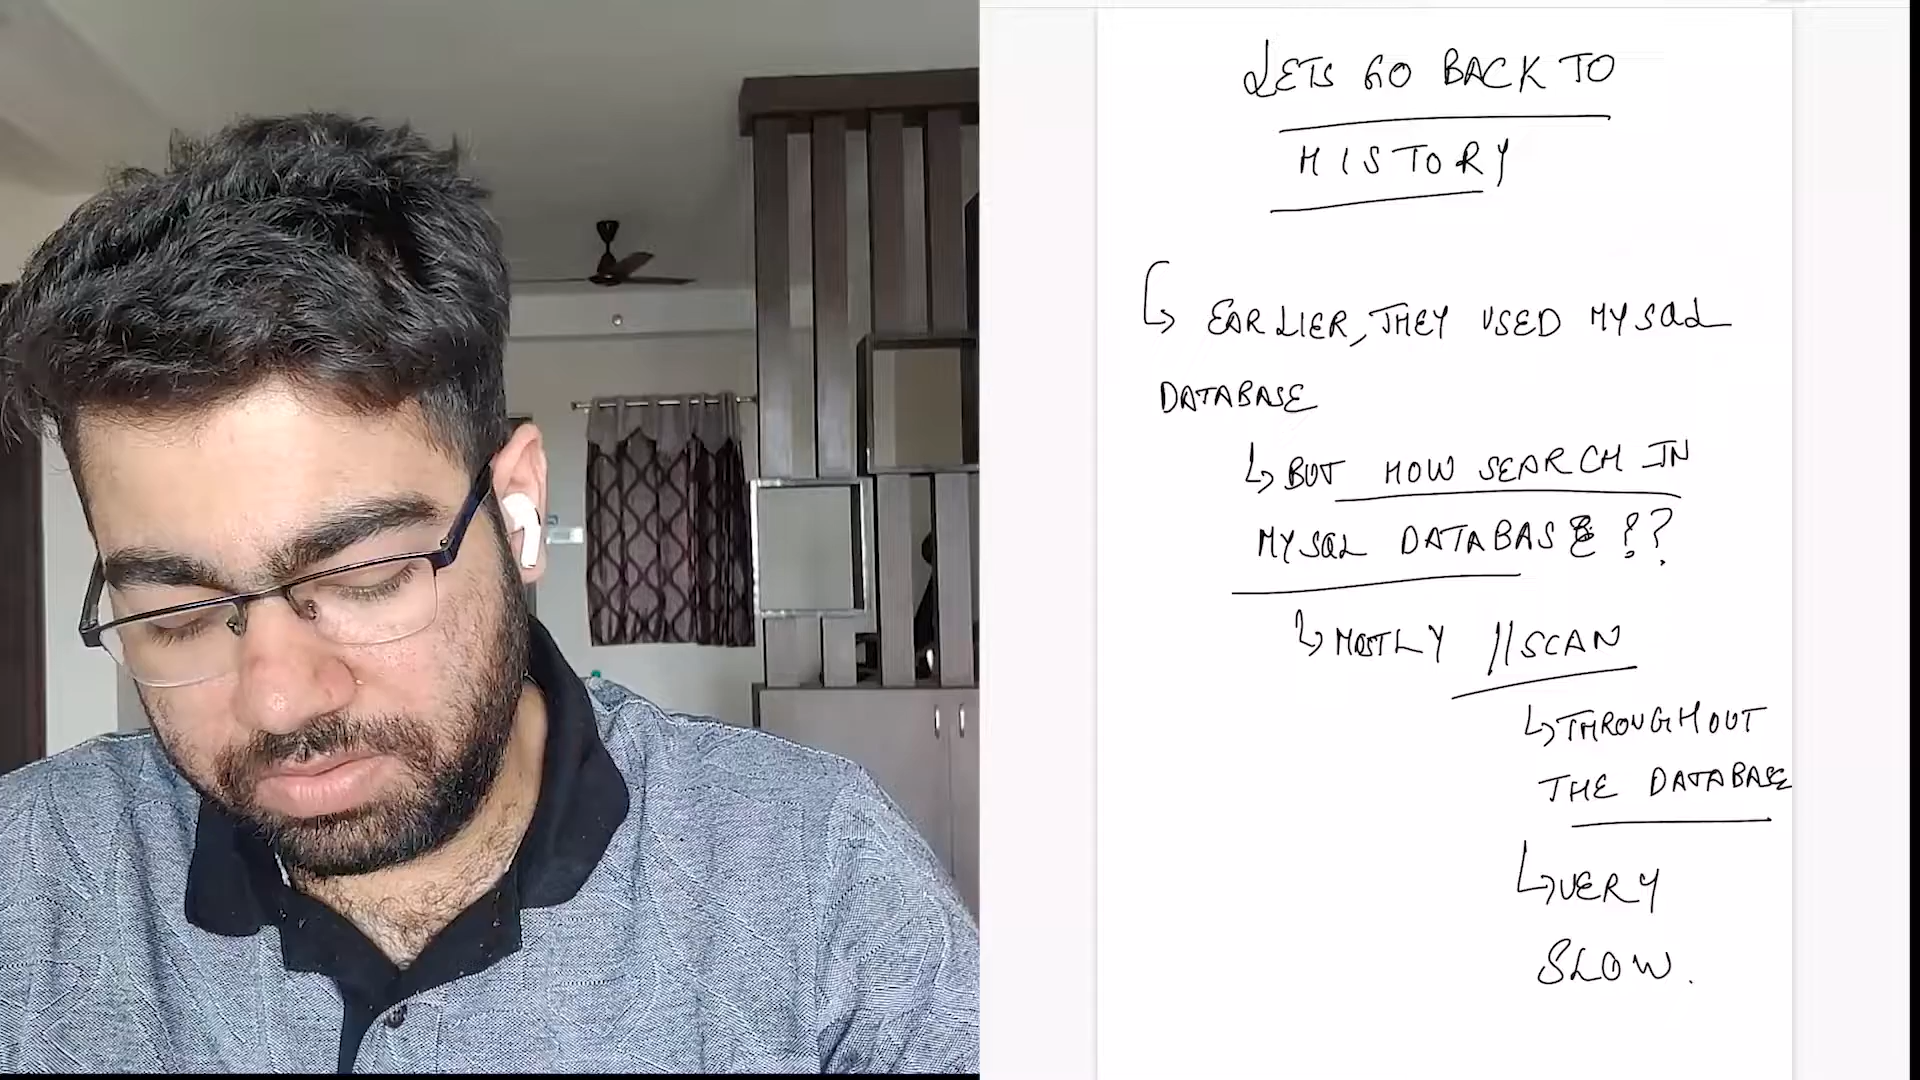 LETS GO BACK TO
HISTORY
↳ EARLIER, THEY USED MYSQL
DATABASE
↳ BUT HOW SEARCH IN
MYSQL DATABASE ??
↳ MOSTLY //SCAN
↳ THROUGHOUT
THE DATABASE
↳ VERY
SLOW.